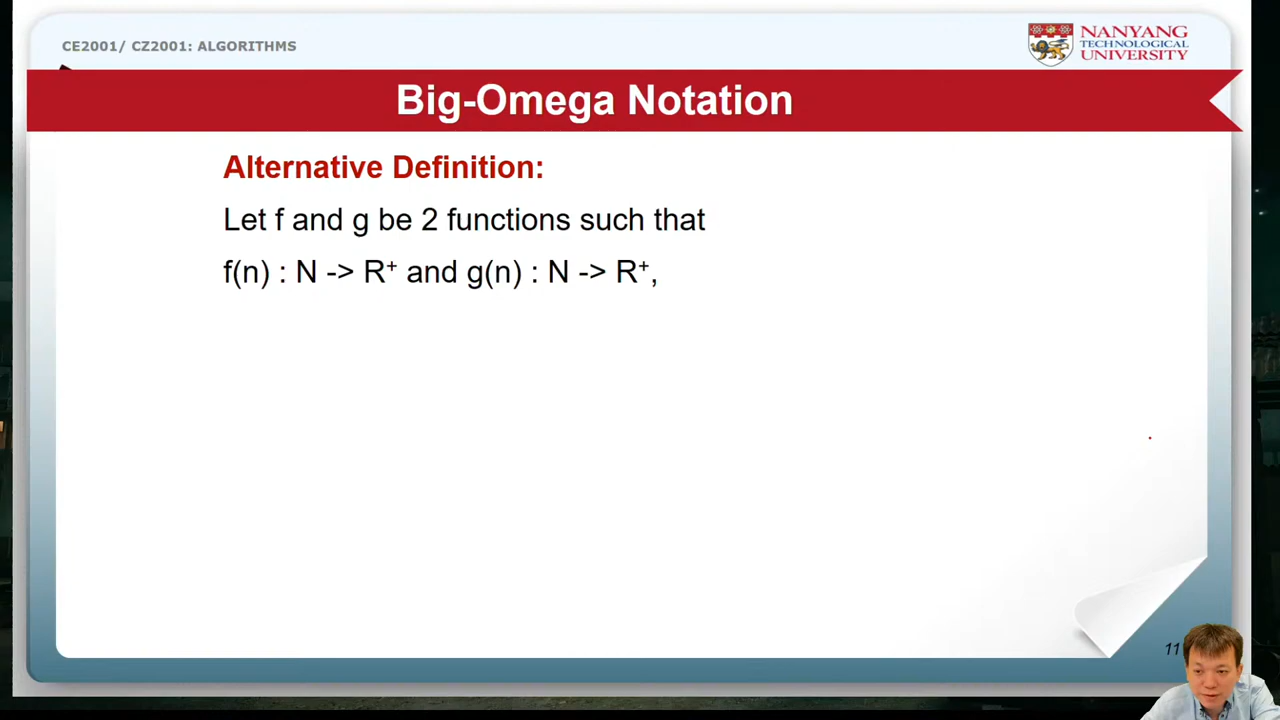 CE2001/ CZ2001: ALGORITHMS
NANYANG
TECHNOLOGICAL
UNIVERSITY
Big-Omega Notation
Alternative Definition:
Let f and g be 2 functions such that
f(n) : N -> R⁺ and g(n) : N -> R⁺,
11